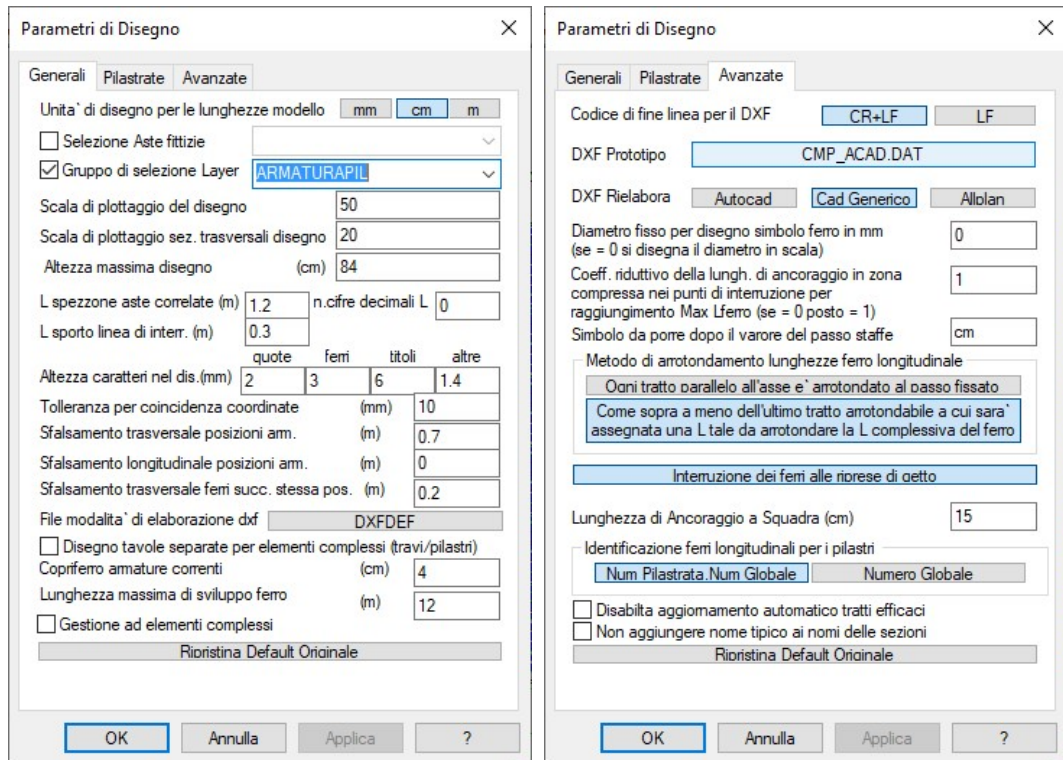 Parametri di Disegno
Generali Pilastrate Avanzate
Unita` di disegno per le lunghezze modello mm cm m
Selezione Aste fittizie
Gruppo di selezione Layer ARMATURAPIL
Scala di plottaggio del disegno 50
Scala di plottaggio sez. trasversali disegno 20
Altezza massima disegno (cm) 84
L spezzone aste correlate (m) 1.2 n.cifre decimali L 0
L sporto linea di interr. (m) 0.3
quote ferri titoli altre
Altezza caratteri nel dis.(mm) 2 3 6 1.4
Tolleranza per coincidenza coordinate (mm) 10
Sfalsamento trasversale posizioni arm. (m) 0.7
Sfalsamento longitudinale posizioni arm. (m) 0
Sfalsamento trasversale ferri succ. stessa pos. (m) 0.2
File modalita` di elaborazione dxf DXFDEF
Disegno tavole separate per elementi complessi (travi/pilastri)
Copriferro armature correnti (cm) 4
Lunghezza massima di sviluppo ferro (m) 12
Gestione ad elementi complessi
Ripristina Default Originale
OK Annulla Applica ?
Parametri di Disegno
Generali Pilastrate Avanzate
Codice di fine linea per il DXF CR+LF LF
DXF Prototipo CMP_ACAD.DAT
DXF Rielabora Autocad Cad Generico Allplan
Diametro fisso per disegno simbolo ferro in mm
(se = 0 si disegna il diametro in scala) 0
Coeff. riduttivo della lungh. di ancoraggio in zona
compressa nei punti di interruzione per 1
raggiungimento Max Lferro (se = 0 posto = 1)
Simbolo da porre dopo il varore del passo staffe cm
Metodo di arrotondamento lunghezze ferro longitudinale
Ogni tratto parallelo all'asse e` arrotondato al passo fissato
Come sopra a meno dell'ultimo tratto arrotondabile a cui sara`
assegnata una L tale da arrotondare la L complessiva del ferro
Interruzione dei ferri alle riprese di getto
Lunghezza di Ancoraggio a Squadra (cm) 15
Identificazione ferri longitudinali per i pilastri
Num Pilastrata.Num Globale Numero Globale
Disabilta aggiornamento automatico tratti efficaci
Non aggiungere nome tipico ai nomi delle sezioni
Ripristina Default Originale
OK Annulla Applica ?